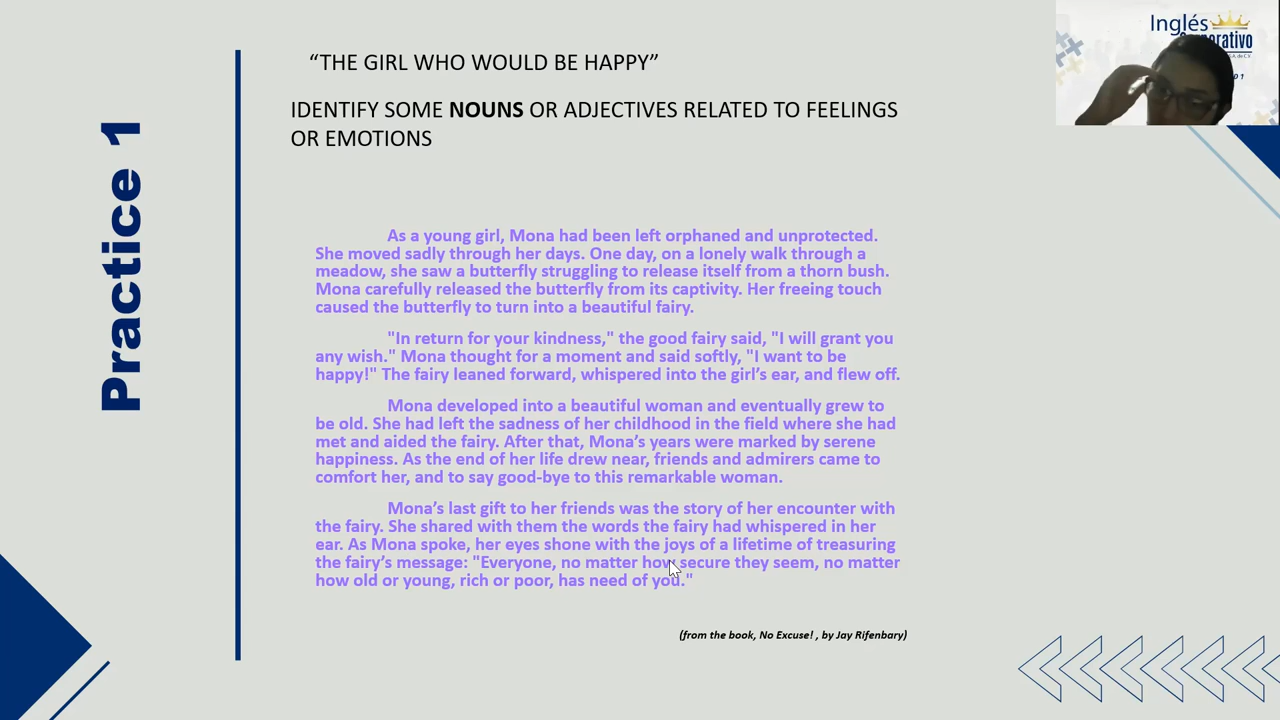 Practice 1
“THE GIRL WHO WOULD BE HAPPY”
IDENTIFY SOME NOUNS OR ADJECTIVES RELATED TO FEELINGS
OR EMOTIONS
As a young girl, Mona had been left orphaned and unprotected.
She moved sadly through her days. One day, on a lonely walk through a
meadow, she saw a butterfly struggling to release itself from a thorn bush.
Mona carefully released the butterfly from its captivity. Her freeing touch
caused the butterfly to turn into a beautiful fairy.
"In return for your kindness," the good fairy said, "I will grant you
any wish." Mona thought for a moment and said softly, "I want to be
happy!" The fairy leaned forward, whispered into the girl’s ear, and flew off.
Mona developed into a beautiful woman and eventually grew to
be old. She had left the sadness of her childhood in the field where she had
met and aided the fairy. After that, Mona’s years were marked by serene
happiness. As the end of her life drew near, friends and admirers came to
comfort her, and to say good-bye to this remarkable woman.
Mona’s last gift to her friends was the story of her encounter with
the fairy. She shared with them the words the fairy had whispered in her
ear. As Mona spoke, her eyes shone with the joys of a lifetime of treasuring
the fairy’s message: "Everyone, no matter how secure they seem, no matter
how old or young, rich or poor, has need of you."
(from the book, No Excuse! , by Jay Rifenbary)
Inglés